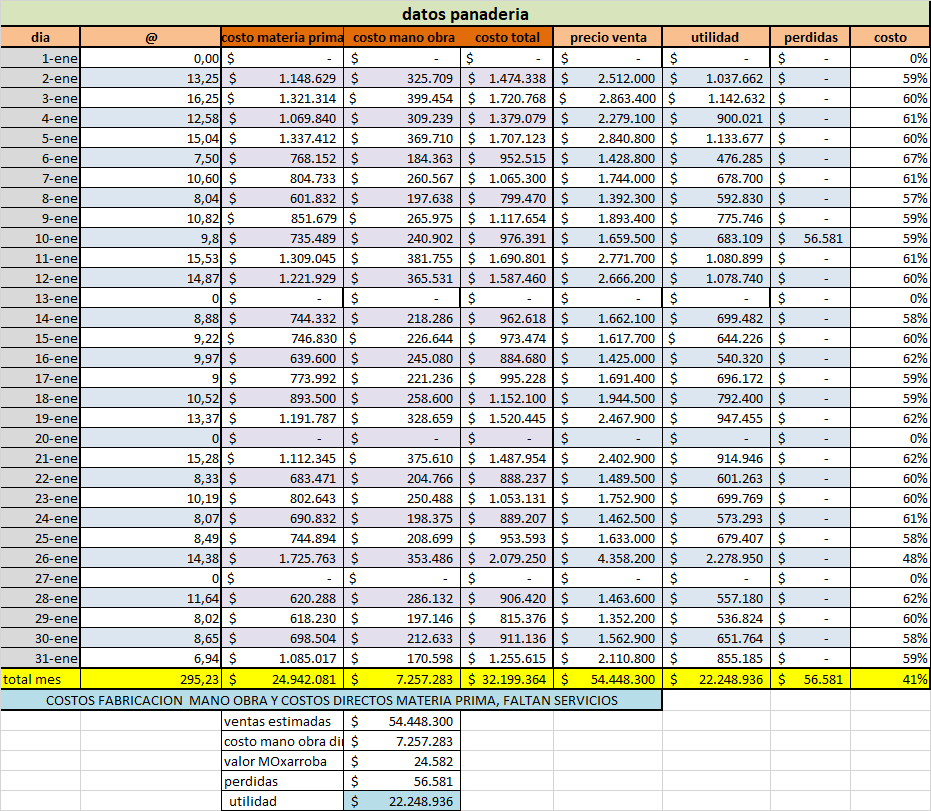 datos panaderia
dia @ costo materia prima costo mano obra costo total precio venta utilidad perdidas costo
1-ene 0,00 $ - $ - $ - $ - $ - $ - 0%
2-ene 13,25 $ 1.148.629 $ 325.709 $ 1.474.338 $ 2.512.000 $ 1.037.662 $ - 59%
3-ene 16,25 $ 1.321.314 $ 399.454 $ 1.720.768 $ 2.863.400 $ 1.142.632 $ - 60%
4-ene 12,58 $ 1.069.840 $ 309.239 $ 1.379.079 $ 2.279.100 $ 900.021 $ - 61%
5-ene 15,04 $ 1.337.412 $ 369.710 $ 1.707.123 $ 2.840.800 $ 1.133.677 $ - 60%
6-ene 7,50 $ 768.152 $ 184.363 $ 952.515 $ 1.428.800 $ 476.285 $ - 67%
7-ene 10,60 $ 804.733 $ 260.567 $ 1.065.300 $ 1.744.000 $ 678.700 $ - 61%
8-ene 8,04 $ 601.832 $ 197.638 $ 799.470 $ 1.392.300 $ 592.830 $ - 57%
9-ene 10,82 $ 851.679 $ 265.975 $ 1.117.654 $ 1.893.400 $ 775.746 $ - 59%
10-ene 9,8 $ 735.489 $ 240.902 $ 976.391 $ 1.659.500 $ 683.109 $ 56.581 59%
11-ene 15,53 $ 1.309.045 $ 381.755 $ 1.690.801 $ 2.771.700 $ 1.080.899 $ - 61%
12-ene 14,87 $ 1.221.929 $ 365.531 $ 1.587.460 $ 2.666.200 $ 1.078.740 $ - 60%
13-ene 0 $ - $ - $ - $ - $ - $ - 0%
14-ene 8,88 $ 744.332 $ 218.286 $ 962.618 $ 1.662.100 $ 699.482 $ - 58%
15-ene 9,22 $ 746.830 $ 226.644 $ 973.474 $ 1.617.700 $ 644.226 $ - 60%
16-ene 9,97 $ 639.600 $ 245.080 $ 884.680 $ 1.425.000 $ 540.320 $ - 62%
17-ene 9 $ 773.992 $ 221.236 $ 995.228 $ 1.691.400 $ 696.172 $ - 59%
18-ene 10,52 $ 893.500 $ 258.600 $ 1.152.100 $ 1.944.500 $ 792.400 $ - 59%
19-ene 13,37 $ 1.191.787 $ 328.659 $ 1.520.445 $ 2.467.900 $ 947.455 $ - 62%
20-ene 0 $ - $ - $ - $ - $ - $ - 0%
21-ene 15,28 $ 1.112.345 $ 375.610 $ 1.487.954 $ 2.402.900 $ 914.946 $ - 62%
22-ene 8,33 $ 683.471 $ 204.766 $ 888.237 $ 1.489.500 $ 601.263 $ - 60%
23-ene 10,19 $ 802.643 $ 250.488 $ 1.053.131 $ 1.752.900 $ 699.769 $ - 60%
24-ene 8,07 $ 690.832 $ 198.375 $ 889.207 $ 1.462.500 $ 573.293 $ - 61%
25-ene 8,49 $ 744.894 $ 208.699 $ 953.593 $ 1.633.000 $ 679.407 $ - 58%
26-ene 14,38 $ 1.725.763 $ 353.486 $ 2.079.250 $ 4.358.200 $ 2.278.950 $ - 48%
27-ene 0 $ - $ - $ - $ - $ - $ - 0%
28-ene 11,64 $ 620.288 $ 286.132 $ 906.420 $ 1.463.600 $ 557.180 $ - 62%
29-ene 8,02 $ 618.230 $ 197.146 $ 815.376 $ 1.352.200 $ 536.824 $ - 60%
30-ene 8,65 $ 698.504 $ 212.633 $ 911.136 $ 1.562.900 $ 651.764 $ - 58%
31-ene 6,94 $ 1.085.017 $ 170.598 $ 1.255.615 $ 2.110.800 $ 855.185 $ - 59%
total mes 295,23 $ 24.942.081 $ 7.257.283 $ 32.199.364 $ 54.448.300 $ 22.248.936 $ 56.581 41%
COSTOS FABRICACION MANO OBRA Y COSTOS DIRECTOS MATERIA PRIMA, FALTAN SERVICIOS
ventas estimadas $ 54.448.300
costo mano obra di $ 7.257.283
valor MOxarroba $ 24.582
perdidas $ 56.581
utilidad $ 22.248.936